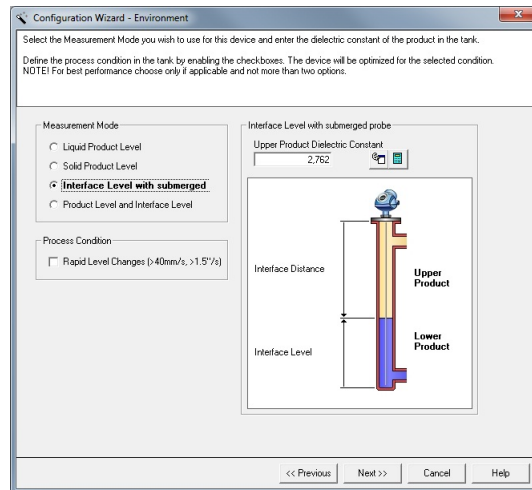 Configuration Wizard - Environment
Select the Measurement Mode you wish to use for this device and enter the dielectric constant of the product in the tank.
Define the process condition in the tank by enabling the checkboxes. The device will be optimized for the selected condition.
NOTE! For best performance choose only if applicable and not more than two options.
Measurement Mode
Liquid Product Level
Solid Product Level
Interface Level with submerged
Product Level and Interface Level
Process Condition
Rapid Level Changes (>40mm/s, >1.5"/s)
Interface Level with submerged probe
Upper Product Dielectric Constant
2,762
Interface Distance
Upper
Product
Interface Level
Lower
Product
<< Previous
Next >>
Cancel
Help